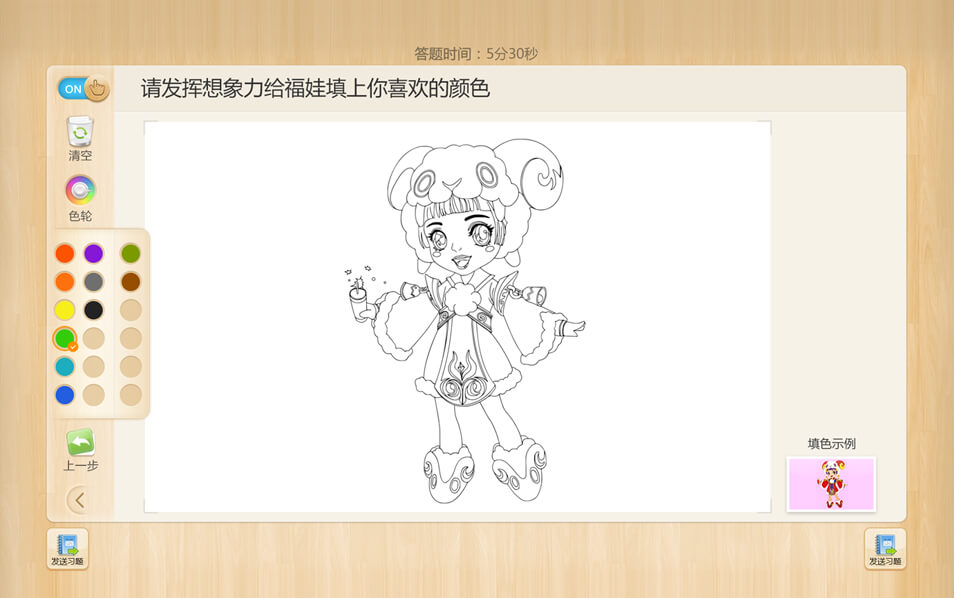 答题时间：5分30秒
ON
请发挥想象力给福娃填上你喜欢的颜色
清空
色轮
上一步
填色示例
发送习题
发送习题